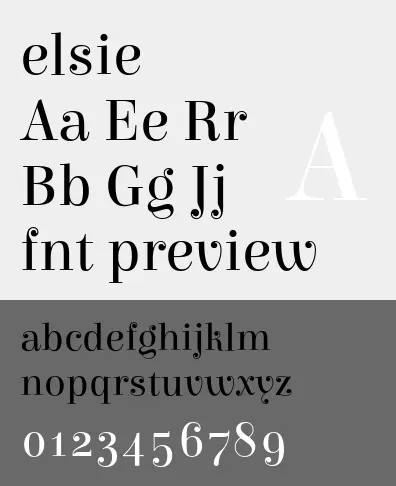 elsie
Aa Ee Rr
A
Bb Gg Jj
fnt preview
abcdefghijklm
nopqrstuvwxyz
0123456789